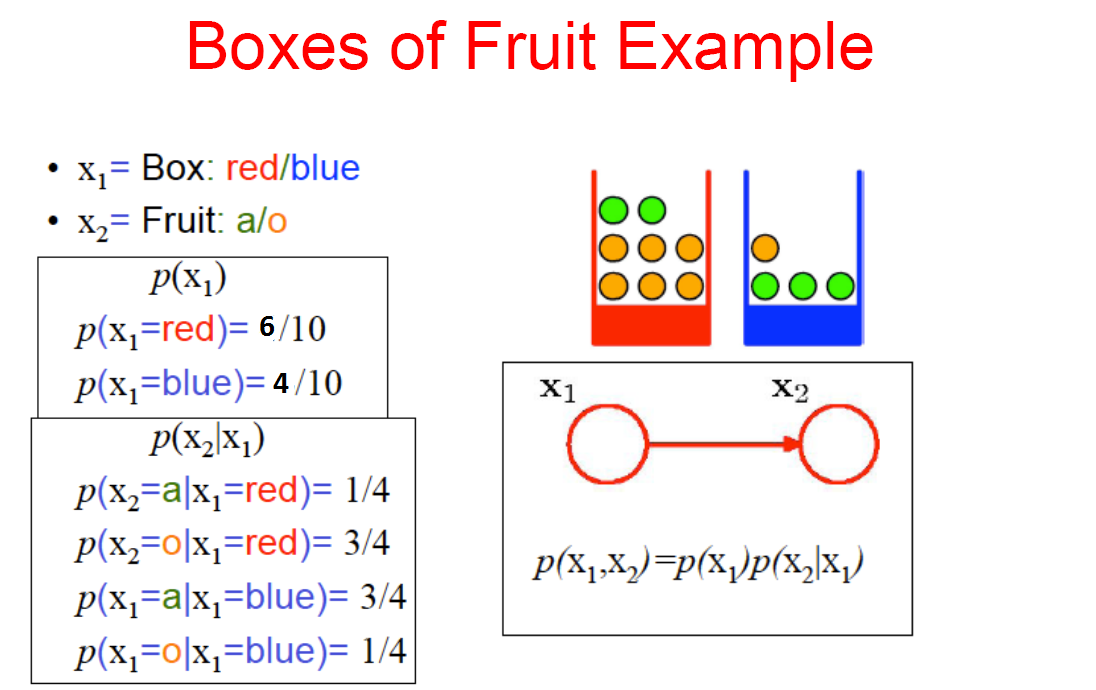 Boxes of Fruit Example
• x₁= Box: red/blue
• x₂= Fruit: a/o
p(x₁)
p(x₁=red)= 6/10
p(x₁=blue)= 4/10
p(x₂|x₁)
p(x₂=a|x₁=red)= 1/4
p(x₂=o|x₁=red)= 3/4
p(x₁=a|x₁=blue)= 3/4
p(x₁=o|x₁=blue)= 1/4
x₁ x₂
p(x₁,x₂)=p(x₁)p(x₂|x₁)